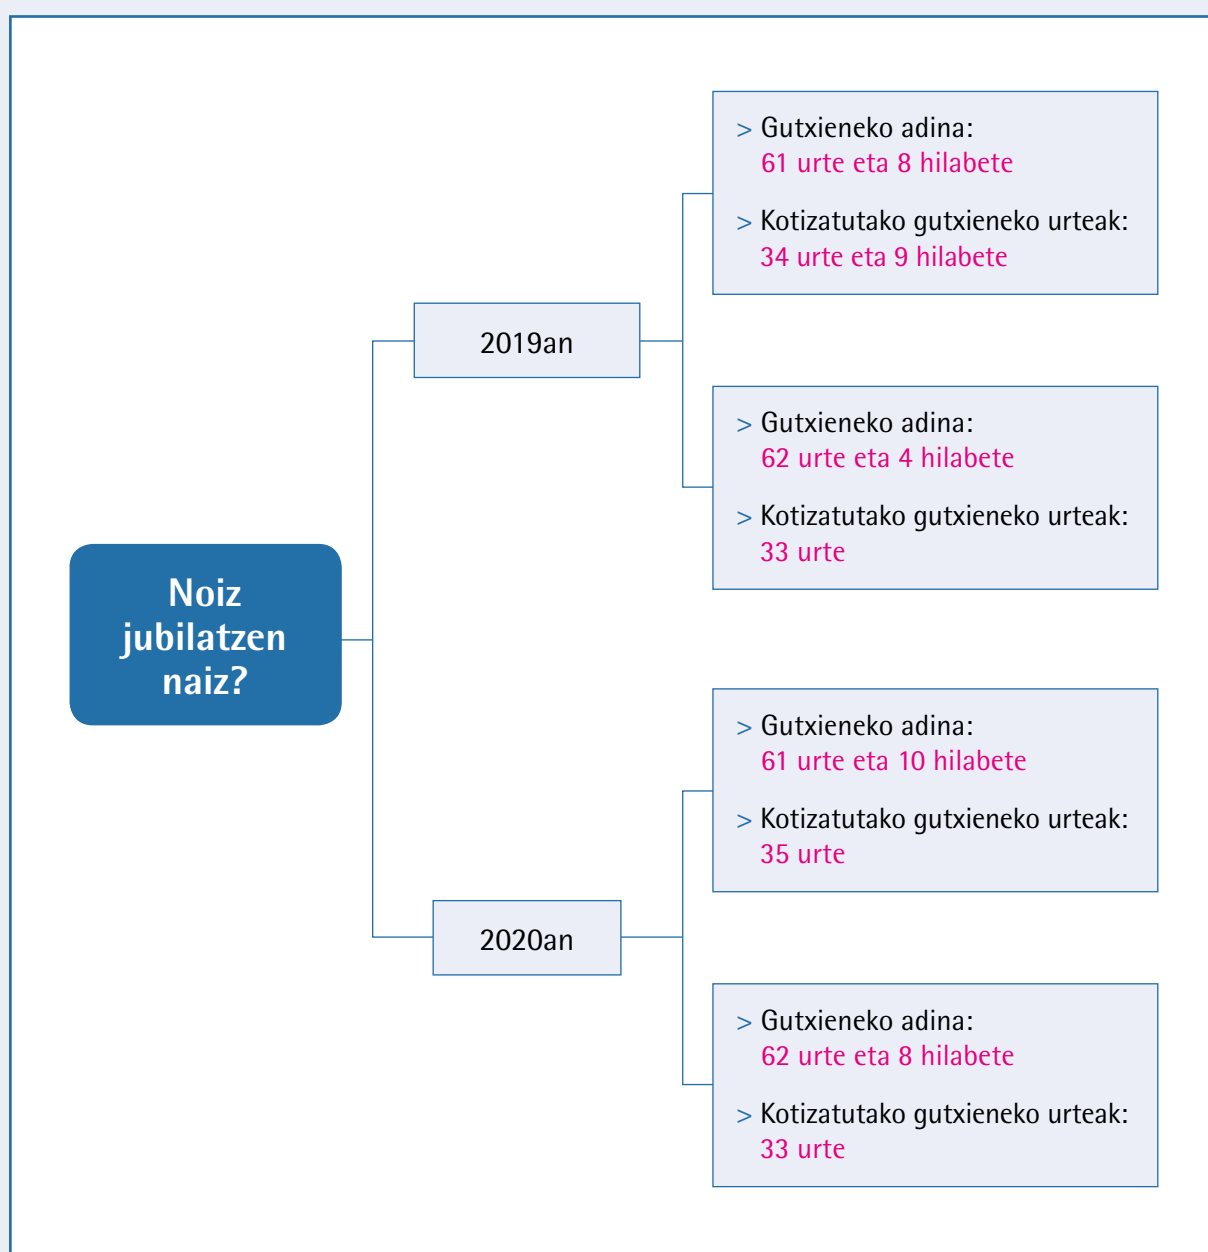 Noiz
jubilatzen
naiz?
2019an
> Gutxieneko adina:
61 urte eta 8 hilabete
> Kotizatutako gutxieneko urteak:
34 urte eta 9 hilabete
> Gutxieneko adina:
62 urte eta 4 hilabete
> Kotizatutako gutxieneko urteak:
33 urte
2020an
> Gutxieneko adina:
61 urte eta 10 hilabete
> Kotizatutako gutxieneko urteak:
35 urte
> Gutxieneko adina:
62 urte eta 8 hilabete
> Kotizatutako gutxieneko urteak:
33 urte